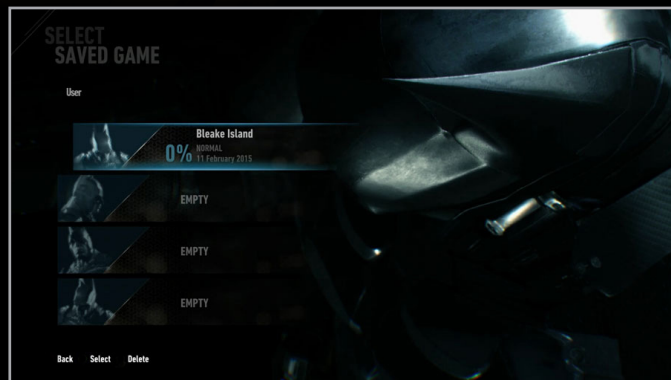 SELECT
SAVED GAME
User
Bleake Island
0%
NORMAL
11 February 2015
EMPTY
EMPTY
EMPTY
Back Select Delete